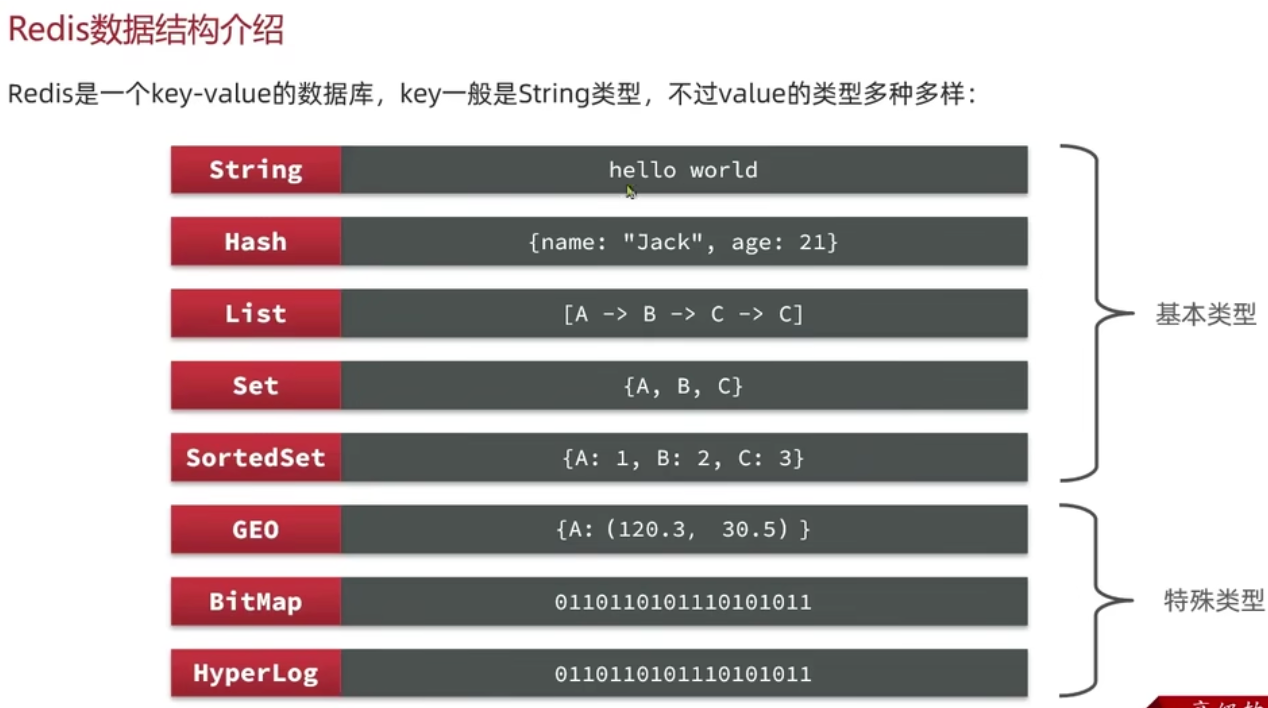 Redis数据结构介绍
Redis是一个key-value的数据库，key一般是String类型，不过value的类型多种多样：
String hello world
Hash {name: "Jack", age: 21}
List [A -> B -> C -> C]
基本类型
Set {A, B, C}
SortedSet {A: 1, B: 2, C: 3}
GEO {A:（120.3, 30.5）}
BitMap 0110110101110101011
特殊类型
HyperLog 0110110101110101011